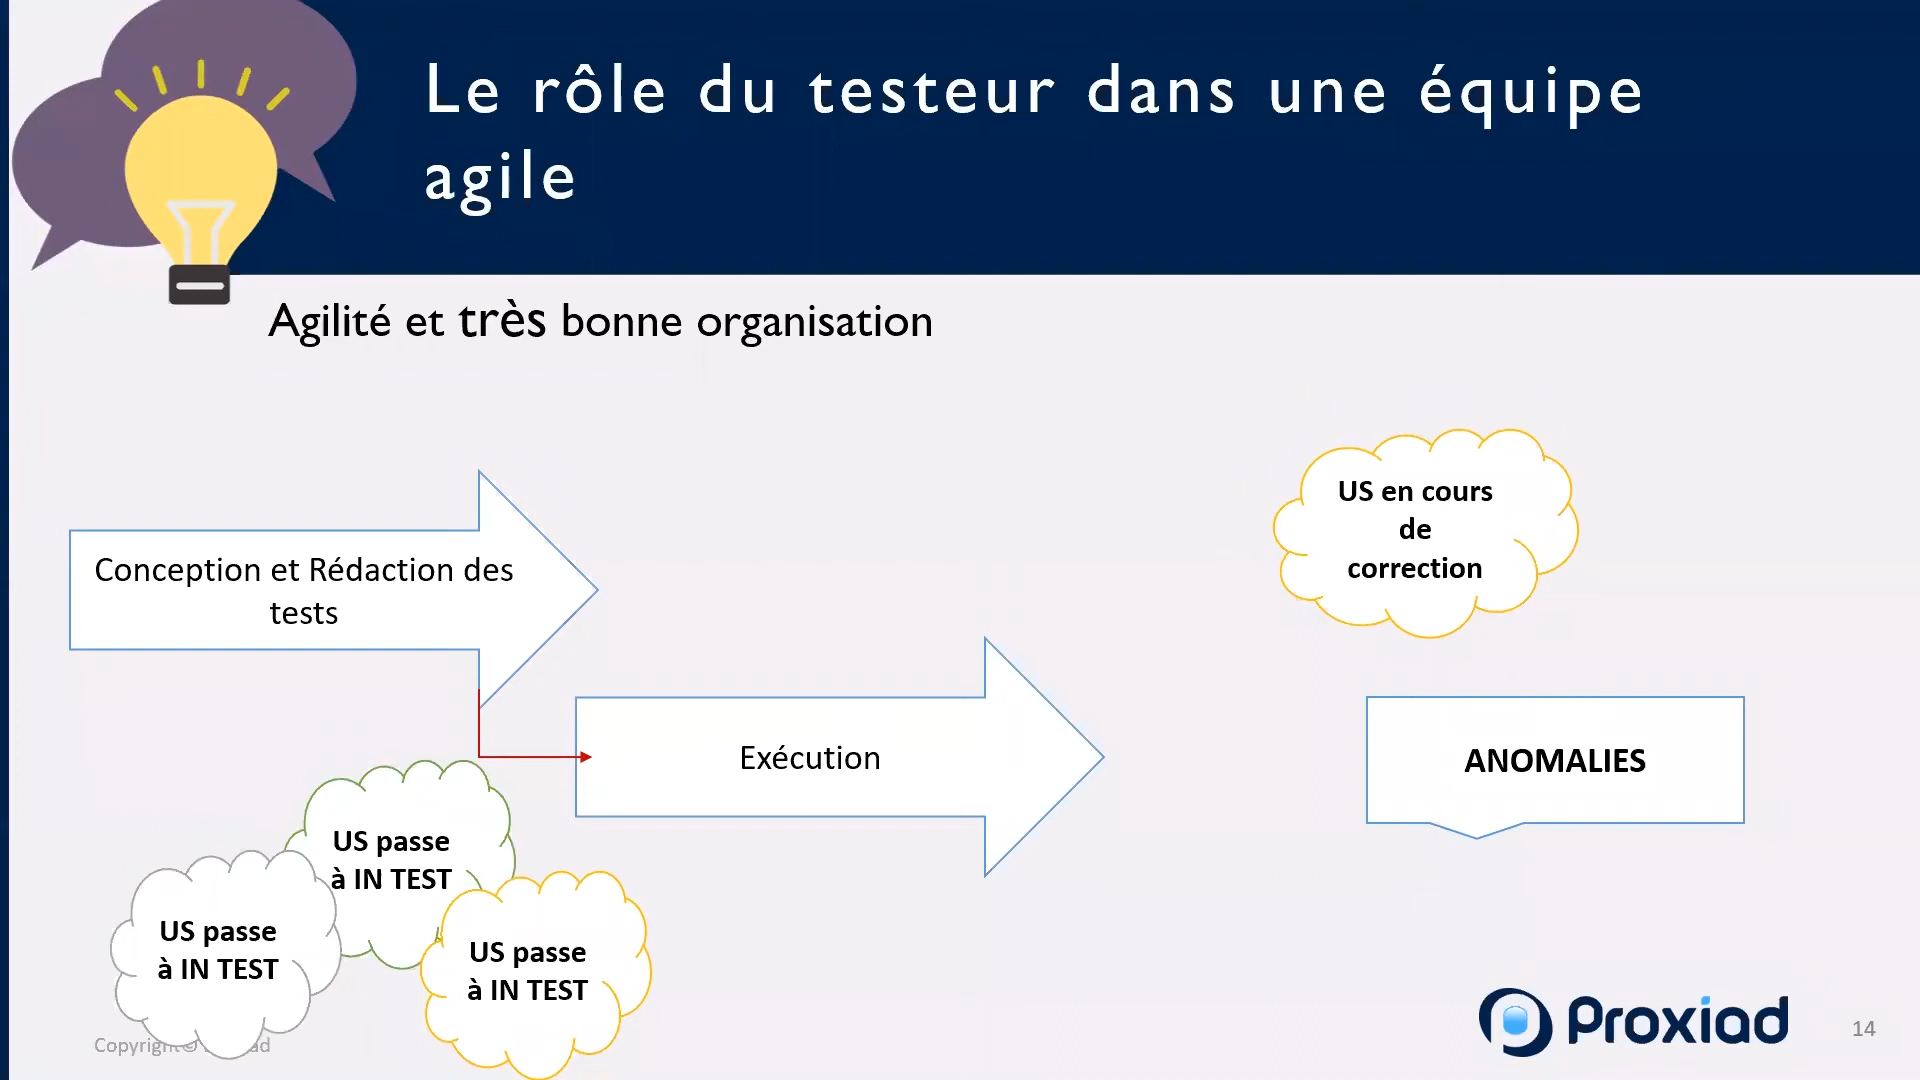 Le rôle du testeur dans une équipe
agile
Agilité et très bonne organisation
US en cours
de
correction
Conception et Rédaction des
tests
Exécution
ANOMALIES
US passe
à IN TEST
US passe
à IN TEST
US passe
à IN TEST
Copyright©
Proxiad
14